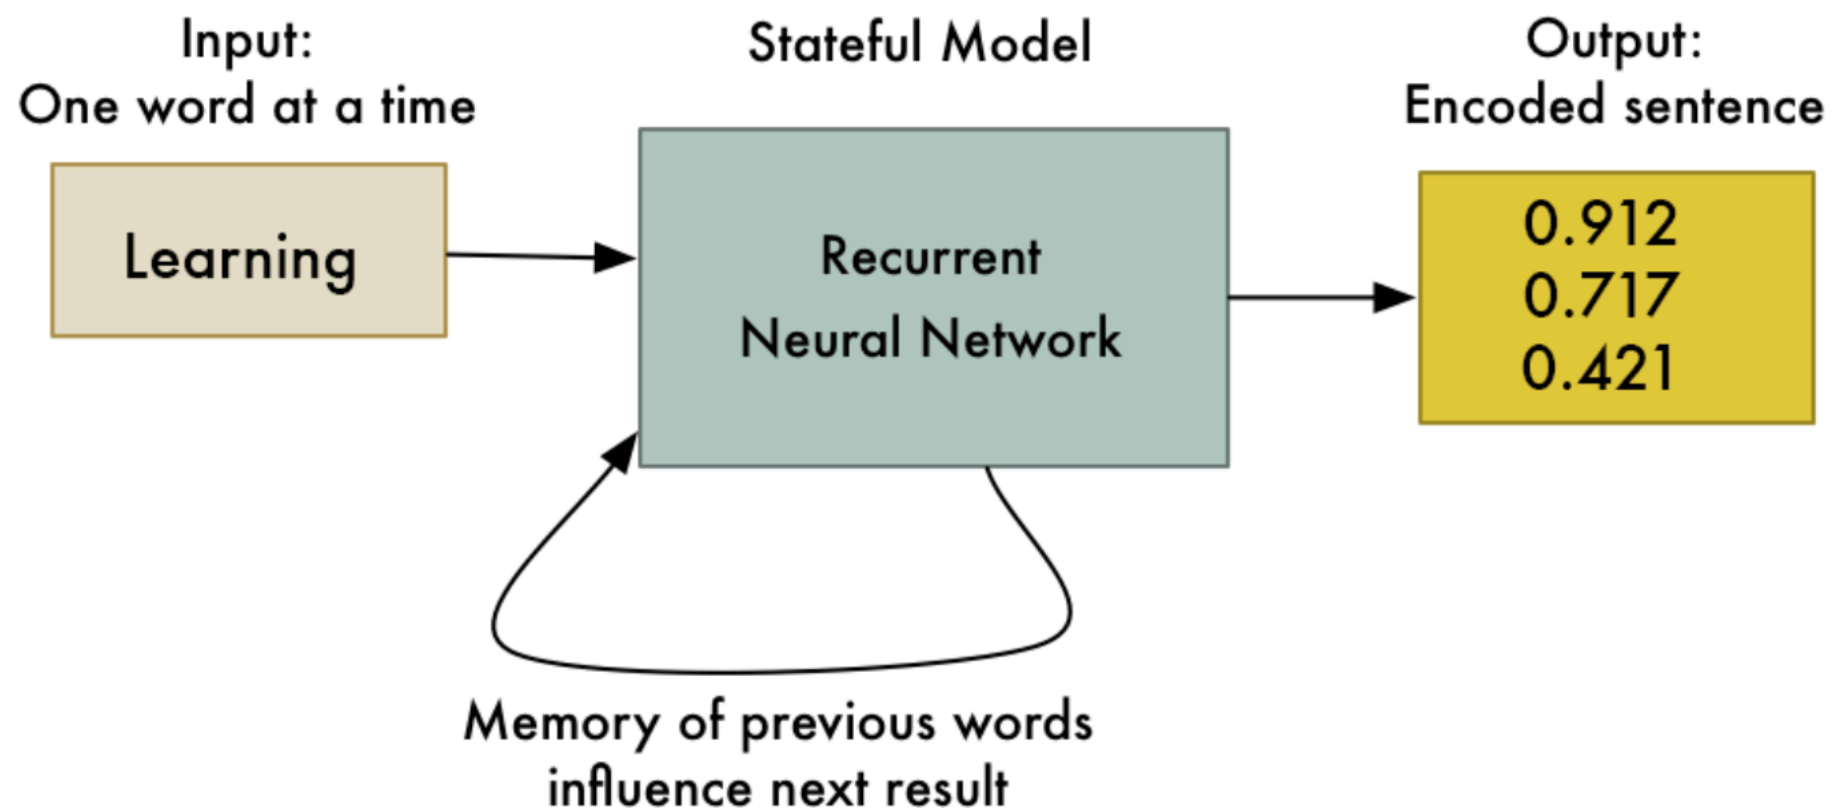 Input:
One word at a time
Learning
Stateful Model
Recurrent
Neural Network
Memory of previous words
influence next result
Output:
Encoded sentence
0.912
0.717
0.421